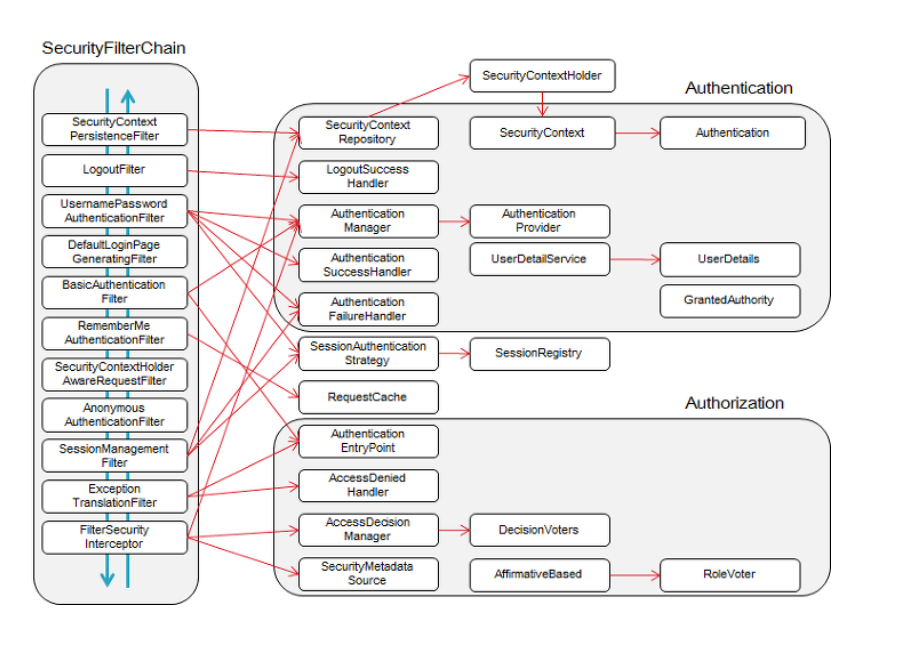 SecurityFilterChain
SecurityContext
PersistenceFilter
LogoutFilter
UsernamePassword
AuthenticationFilter
DefaultLoginPage
GeneratingFilter
BasicAuthentication
Filter
RememberMe
AuthenticationFilter
SecurityContextHolder
AwareRequestFilter
Anonymous
AuthenticationFilter
SessionManagement
Filter
Exception
TranslationFilter
FilterSecurity
Interceptor
SecurityContextHolder
Authentication
SecurityContext
Repository
SecurityContext
Authentication
LogoutSuccess
Handler
Authentication
Manager
Authentication
Provider
Authentication
SuccessHandler
UserDetailService
UserDetails
Authentication
FailureHandler
GrantedAuthority
SessionAuthentication
Strategy
SessionRegistry
RequestCache
Authorization
Authentication
EntryPoint
AccessDenied
Handler
AccessDecision
Manager
DecisionVoters
SecurityMetadata
Source
AffirmativeBased
RoleVoter